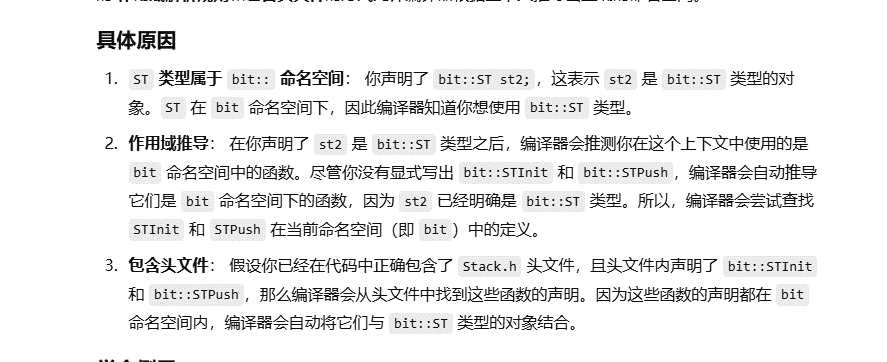 具体原因
1. ST 类型属于 bit:: 命名空间： 你声明了 bit::ST st2;，这表示 st2 是 bit::ST 类型的对
象。ST 在 bit 命名空间下，因此编译器知道你想使用 bit::ST 类型。
2. 作用域推导： 在你声明了 st2 是 bit::ST 类型之后，编译器会推测你在这个上下文中使用的是
bit 命名空间中的函数。尽管你没有显式写出 bit::STInit 和 bit::STPush，编译器会自动推导
它们是 bit 命名空间下的函数，因为 st2 已经明确是 bit::ST 类型。所以，编译器会尝试查找
STInit 和 STPush 在当前命名空间（即 bit）中的定义。
3. 包含头文件： 假设你已经在代码中正确包含了 Stack.h 头文件，且头文件内声明了 bit::STInit
和 bit::STPush，那么编译器会从头文件中找到这些函数的声明。因为这些函数的声明都在 bit
命名空间内，编译器会自动将它们与 bit::ST 类型的对象结合。